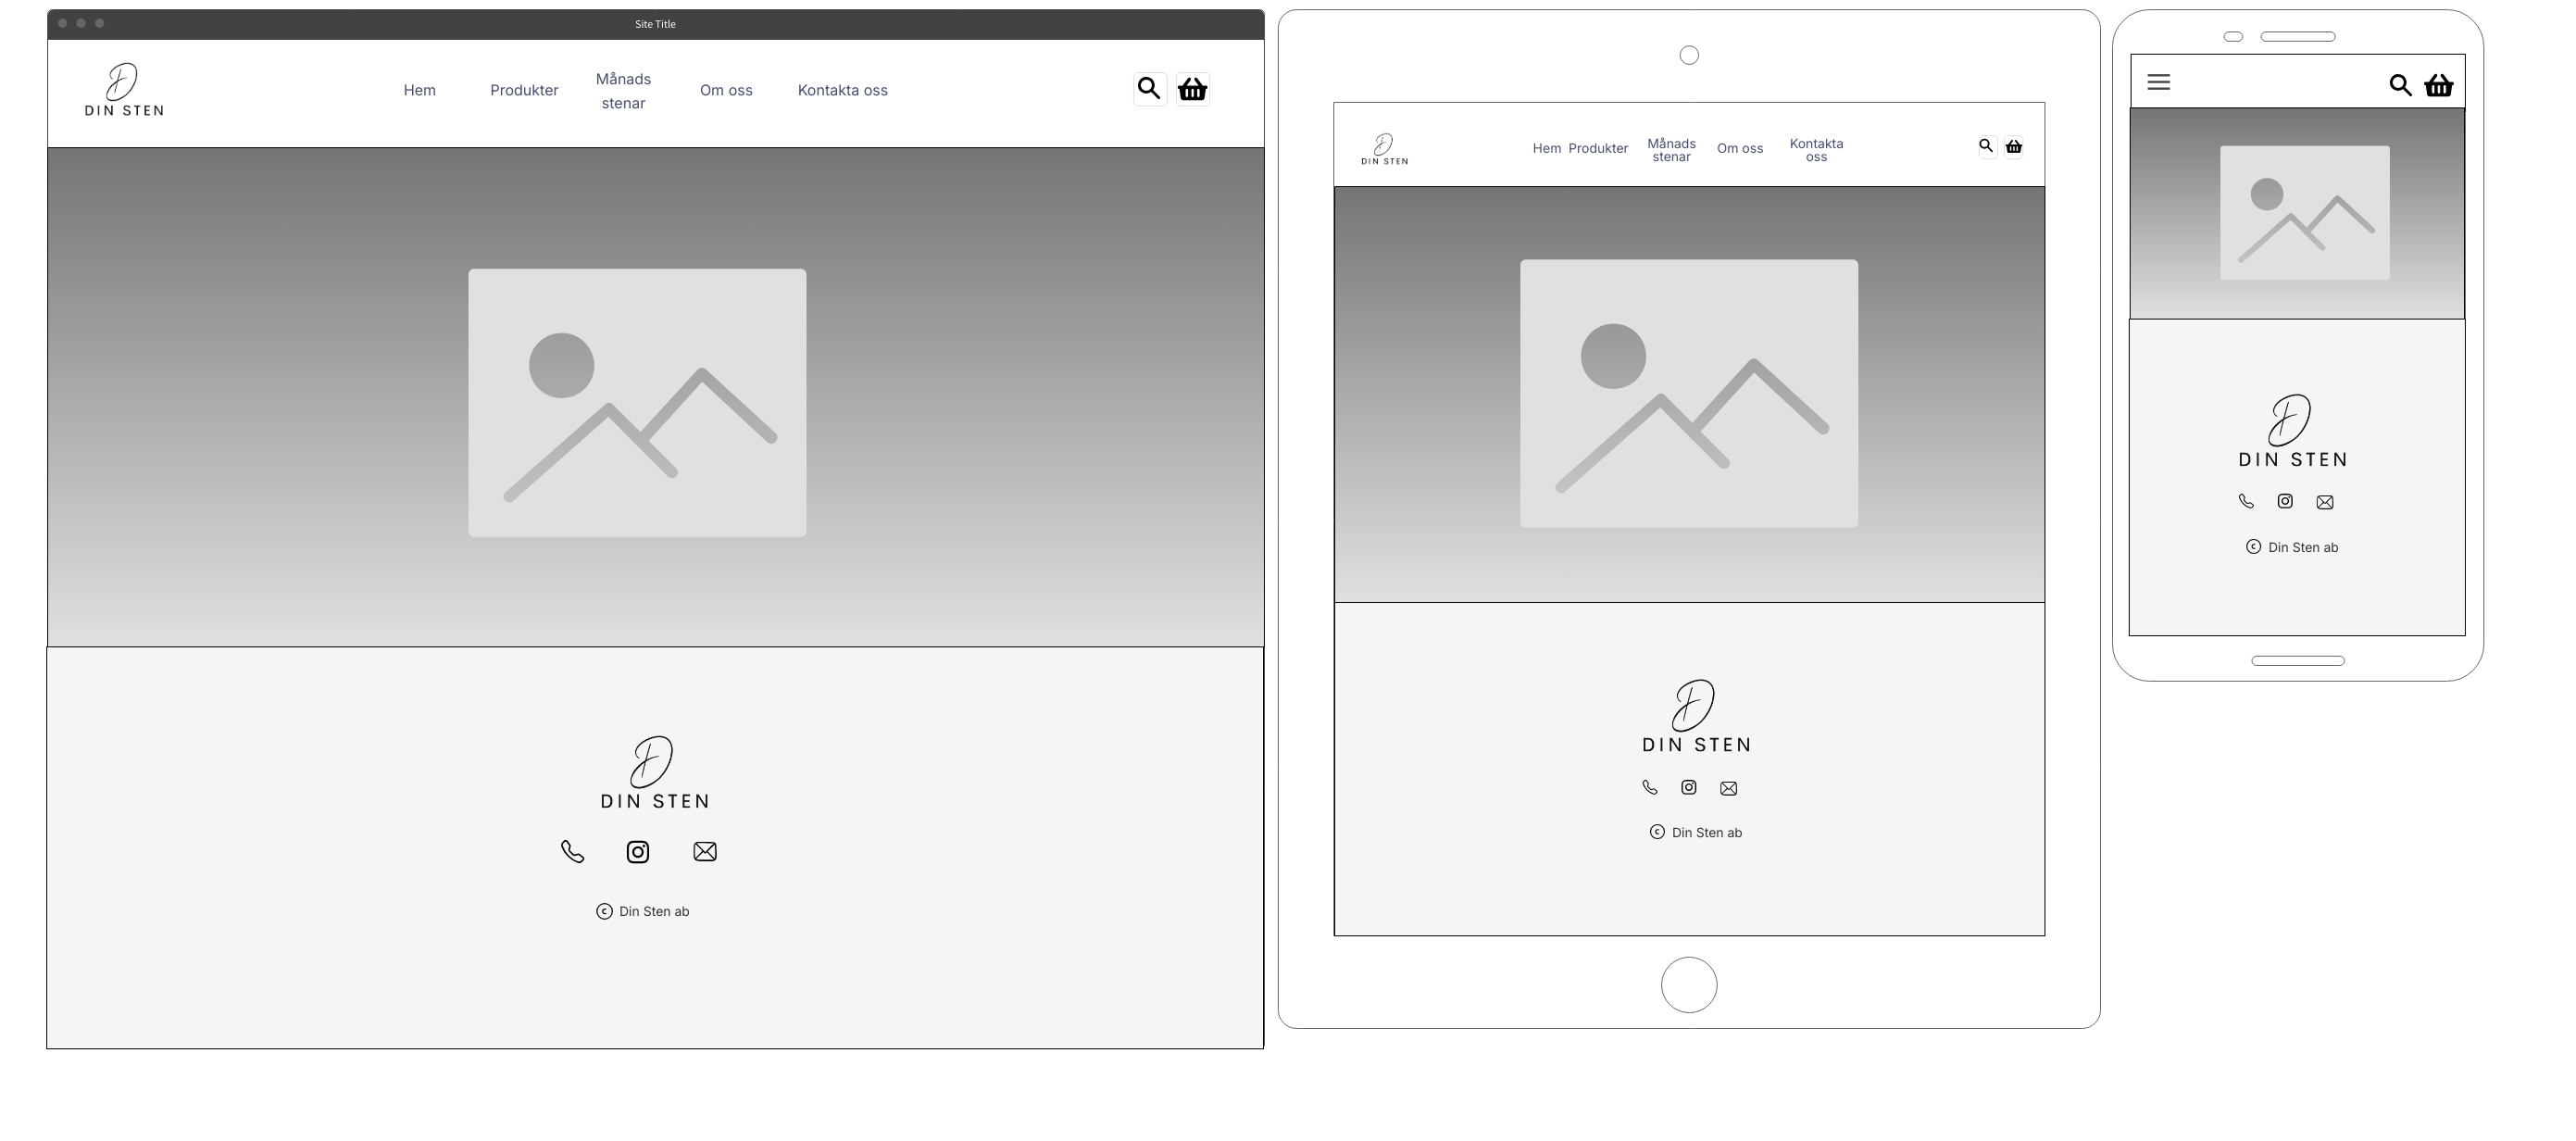 Site Title
DIN STEN
Hem
Produkter
Månads
stenar
Om oss
Kontakta oss
DIN STEN
Din Sten ab
DIN STEN
Hem
Produkter
Månads
stenar
Om oss
Kontakta
oss
DIN STEN
Din Sten ab
DIN STEN
Din Sten ab